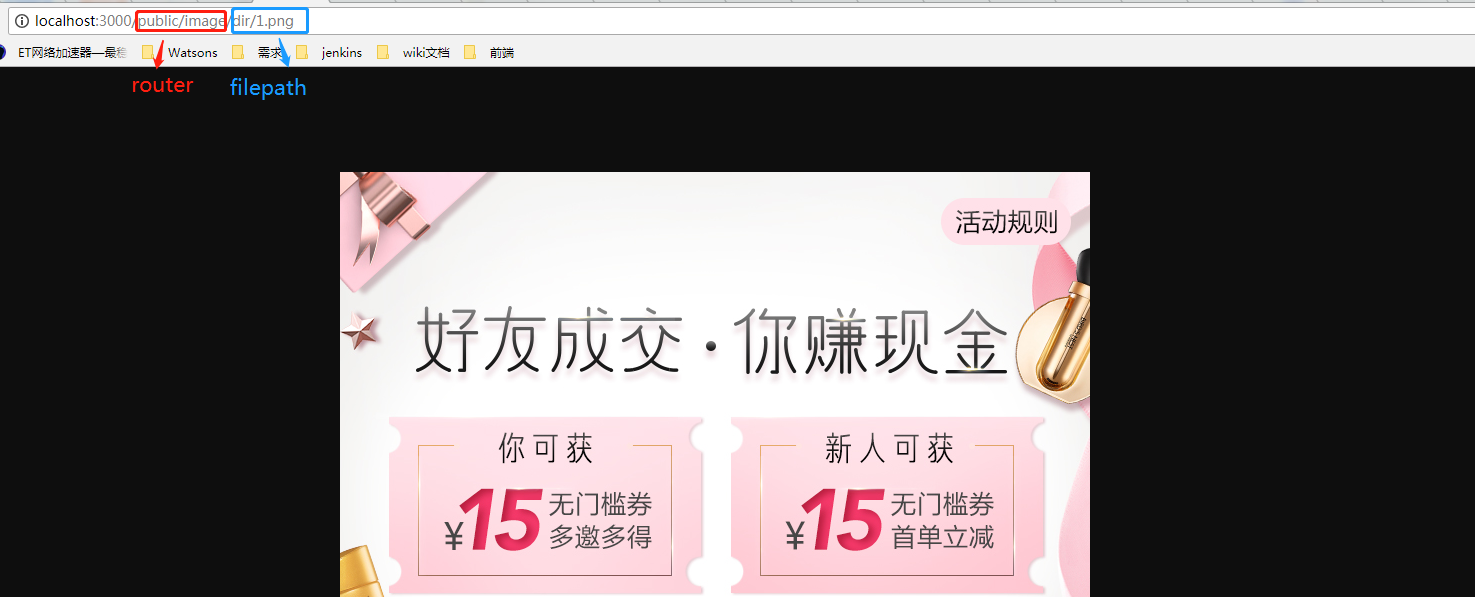 localhost:3000/public/image/dir/1.png
ET网络加速器—最稳 Watsons 需求 jenkins wiki文档 前端
router filepath
活动规则
好友成交·你赚现金
你可获 新人可获
¥15 无门槛券 ¥15 无门槛券
多邀多得 首单立减